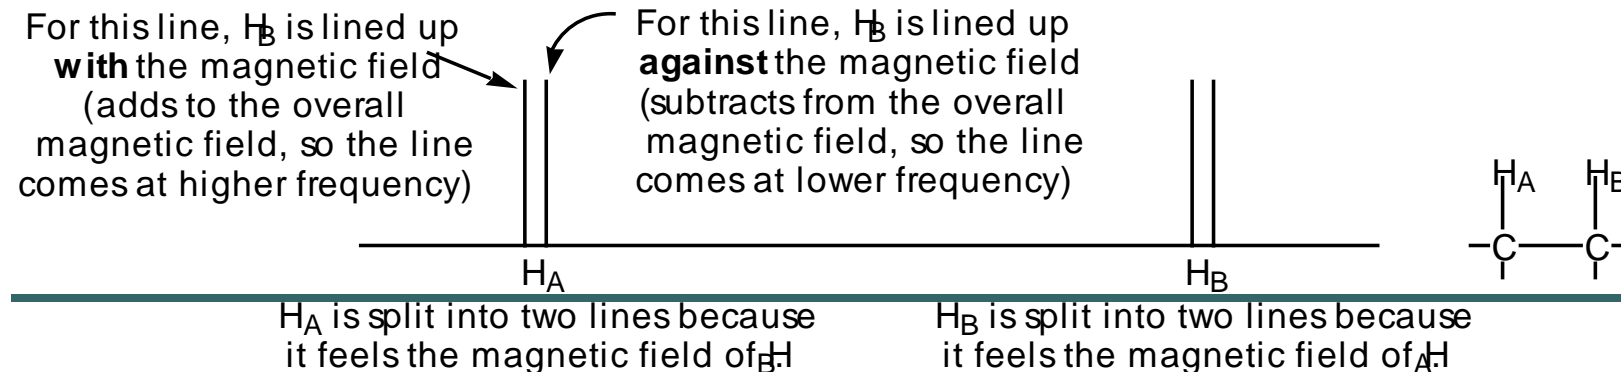 For this line, HB is lined up
with the magnetic field
(adds to the overall
magnetic field, so the line
comes at higher frequency)
For this line, HB is lined up
against the magnetic field
(subtracts from the overall
magnetic field, so the line
comes at lower frequency)
HA HB
C C
HA
HB
HA is split into two lines because
it feels the magnetic field of HB.
HB is split into two lines because
it feels the magnetic field of HA.